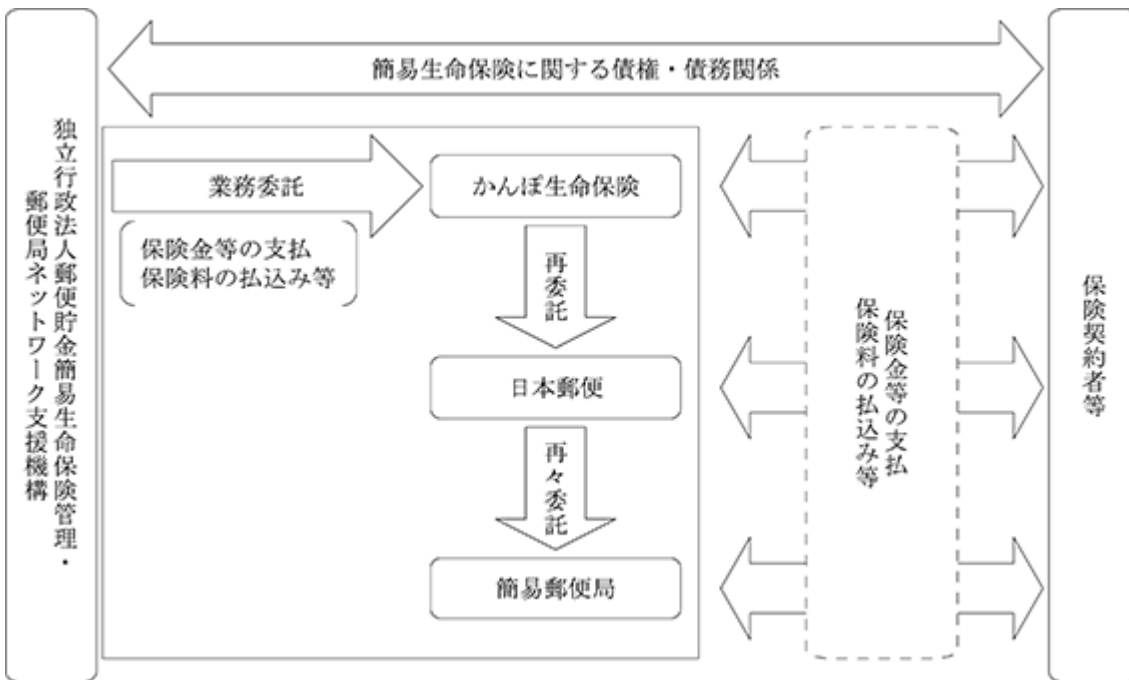 簡易生命保険に関する債権・債務関係
独立行政法人郵便貯金簡易生命保険管理・
郵便局ネットワーク支援機構
業務委託
保険金等の支払
保険料の払込み等
かんぽ生命保険
再委託
日本郵便
再々委託
簡易郵便局
保険金等の支払
保険料の払込み等
保険契約者等